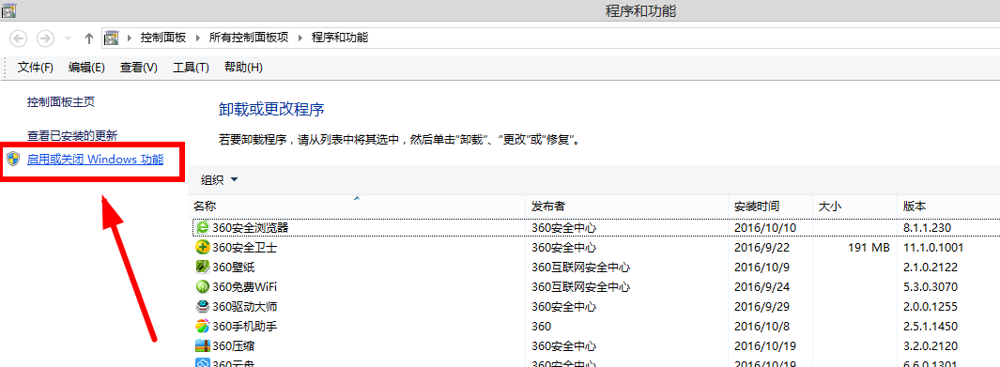 程序和功能
控制面板 所有控制面板项 程序和功能
文件(F) 编辑(E) 查看(V) 工具(T) 帮助(H)
控制面板主页
查看已安装的更新
启用或关闭 Windows 功能
卸载或更改程序
若要卸载程序，请从列表中将其选中，然后单击“卸载”、“更改”或“修复”。
组织
名称 发布者 安装时间 大小 版本
360安全浏览器 360安全中心 2016/10/10 8.1.1.230
360安全卫士 360安全中心 2016/9/22 191 MB 11.1.0.1001
360壁纸 360互联网安全中心 2016/10/9 2.1.0.2122
360免费WiFi 360互联网安全中心 2016/9/24 5.3.0.3070
360驱动大师 360安全中心 2016/9/29 2.0.0.1255
360手机助手 360 2016/10/8 2.5.1.1450
360压缩 360安全中心 2016/10/19 3.2.0.2120
360云盘 360安全中心 2016/10/19 6.6.0.1301